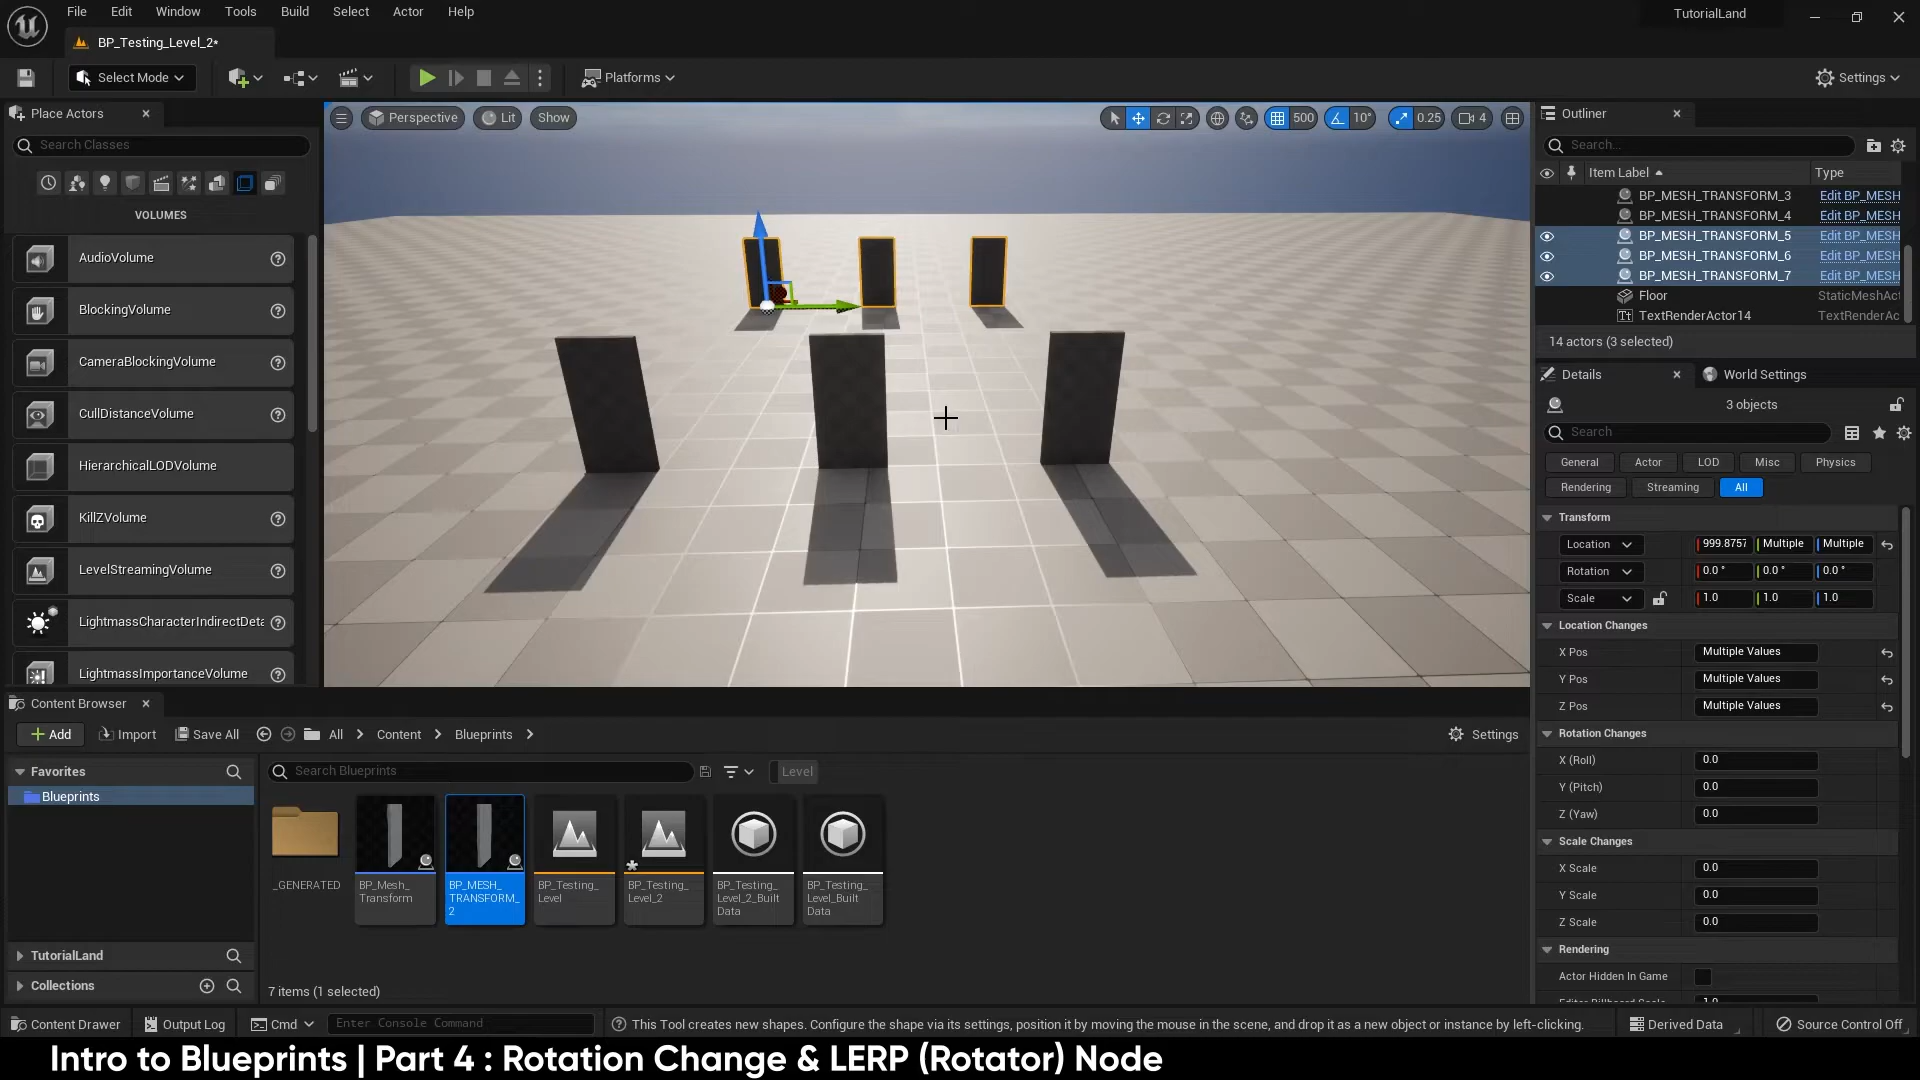 File Edit Window Tools Build Select Actor Help
TutorialLand
BP_Testing_Level_2*
Select Mode
Platforms
Settings
Place Actors
Search Classes
VOLUMES
AudioVolume
BlockingVolume
CameraBlockingVolume
CullDistanceVolume
HierarchicalLODVolume
KillZVolume
LevelStreamingVolume
LightmassCharacterIndirectDeta
LightmassImportanceVolume
Perspective Lit Show
500 10° 0.25 4
Outliner
Search...
Item Label Type
BP_MESH_TRANSFORM_3 Edit BP_MESH
BP_MESH_TRANSFORM_4 Edit BP_MESH
BP_MESH_TRANSFORM_5 Edit BP_MESH
BP_MESH_TRANSFORM_6 Edit BP_MESH
BP_MESH_TRANSFORM_7 Edit BP_MESH
Floor StaticMeshAct
TextRenderActor14 TextRenderAc
14 actors (3 selected)
Details World Settings
3 objects
Search
General Actor LOD Misc Physics
Rendering Streaming All
Transform
Location 999.8757 Multiple Multiple
Rotation 0.0 ° 0.0 ° 0.0 °
Scale 1.0 1.0 1.0
Location Changes
X Pos Multiple Values
Y Pos Multiple Values
Z Pos Multiple Values
Rotation Changes
X (Roll) 0.0
Y (Pitch) 0.0
Z (Yaw) 0.0
Scale Changes
X Scale 0.0
Y Scale 0.0
Z Scale 0.0
Rendering
Actor Hidden In Game
Editor Billboard Scale 1.0
Content Browser
Add Import Save All All Content Blueprints Settings
Favorites
Blueprints
TutorialLand
Collections
Search Blueprints Level
_GENERATED
BP_Mesh_
Transform
BP_MESH_
TRANSFORM_
2
BP_Testing_
Level
BP_Testing_
Level_2
BP_Testing_
Level_2_Built
Data
BP_Testing_
Level_Built
Data
7 items (1 selected)
Content Drawer Output Log Cmd Enter Console Command This Tool creates new shapes. Configure the shape via its settings, position it by moving the mouse in the scene, and drop it as a new object or instance by left-clicking. Derived Data Source Control Off
Intro to Blueprints | Part 4 : Rotation Change & LERP (Rotator) Node